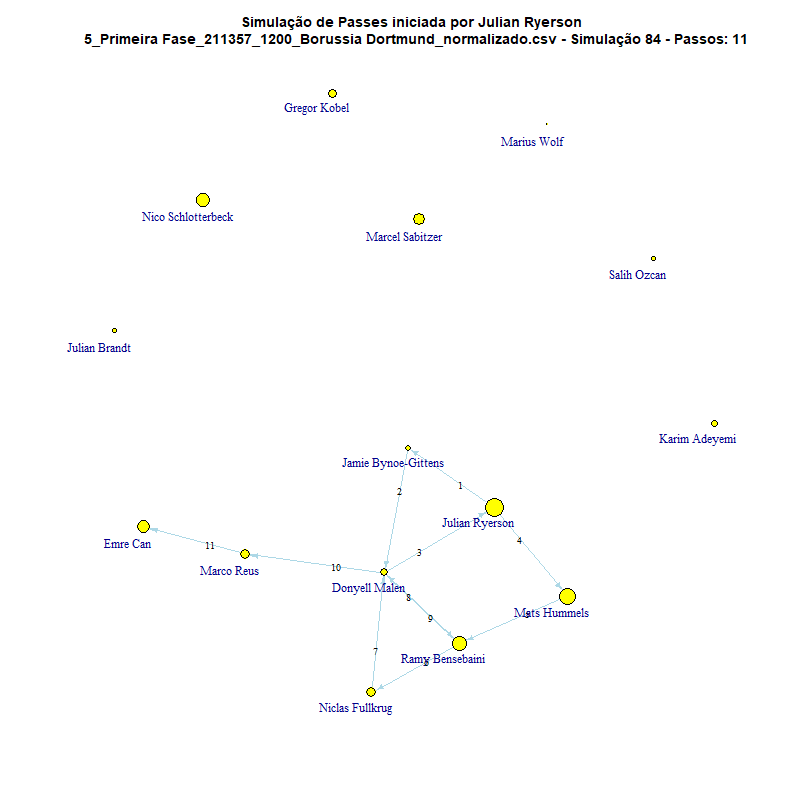 Simulação de Passes iniciada por Julian Ryerson
5_Primeira Fase_211357_1200_Borussia Dortmund_normalizado.csv - Simulação 84 - Passos: 11
Gregor Kobel
Marius Wolf
Nico Schlotterbeck
Marcel Sabitzer
Salih Ozcan
Julian Brandt
Karim Adeyemi
Jamie Bynoe-Gittens
1
2
Julian Ryerson
4
Emre Can
11
3
Marco Reus
10
Donyell Malen
8
Mats Hummels
9
7
Ramy Bensebaini
Niclas Fullkrug